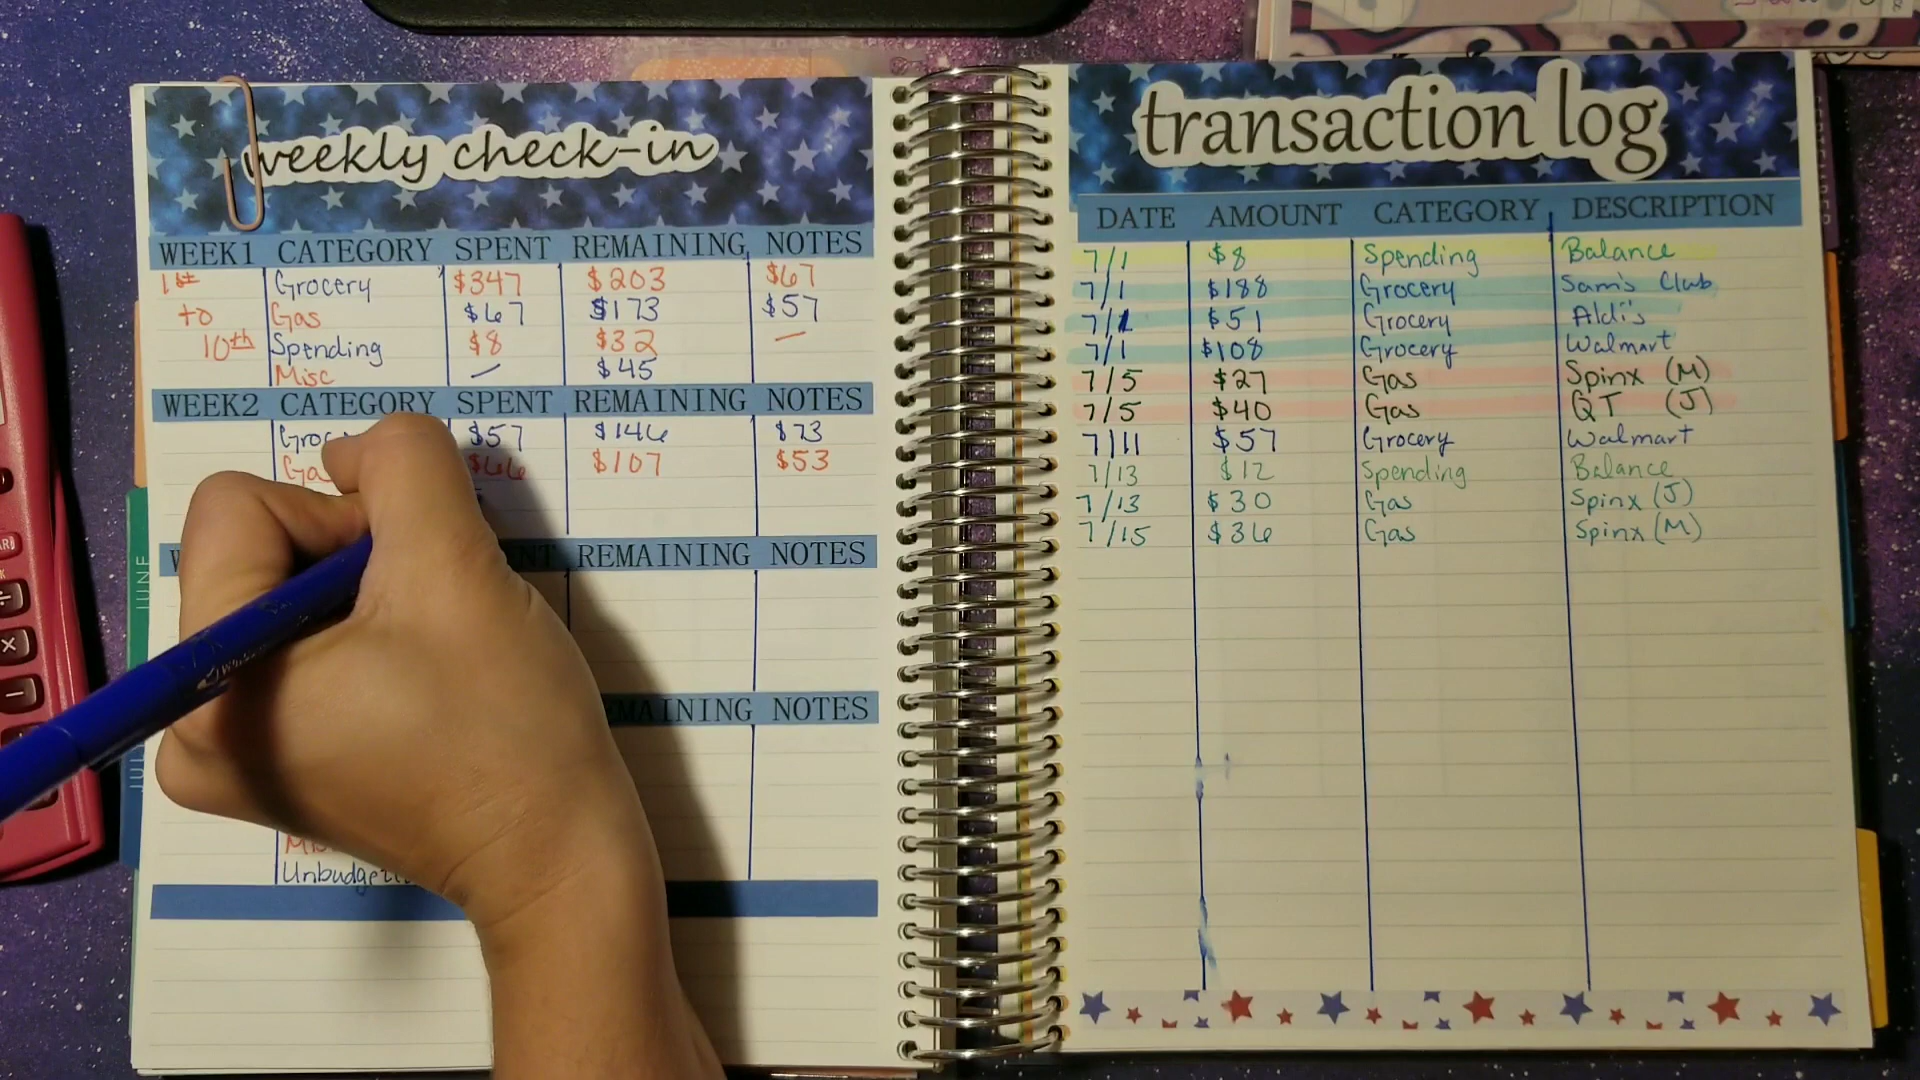 weekly check-in
WEEK1 CATEGORY SPENT REMAINING NOTES
1st Grocery $347 $203 $67
to Gas $67 $173 $57
10th Spending $8 $32 —
Misc — $45
WEEK2 CATEGORY SPENT REMAINING NOTES
$57 $146 $73
$66 $107 $53
REMAINING NOTES
NOTES
transaction log
DATE AMOUNT CATEGORY DESCRIPTION
7/1 $8 Spending Balance
7/1 $188 Grocery Sam's Club
7/1 $51 Grocery Aldi's
7/1 $108 Grocery Walmart
7/5 $27 Gas Spinx (M)
7/5 $40 Gas QT (J)
7/11 $57 Grocery Walmart
7/13 $12 Spending Balance
7/13 $30 Gas Spinx (J)
7/15 $36 Gas Spinx (M)
JUNE